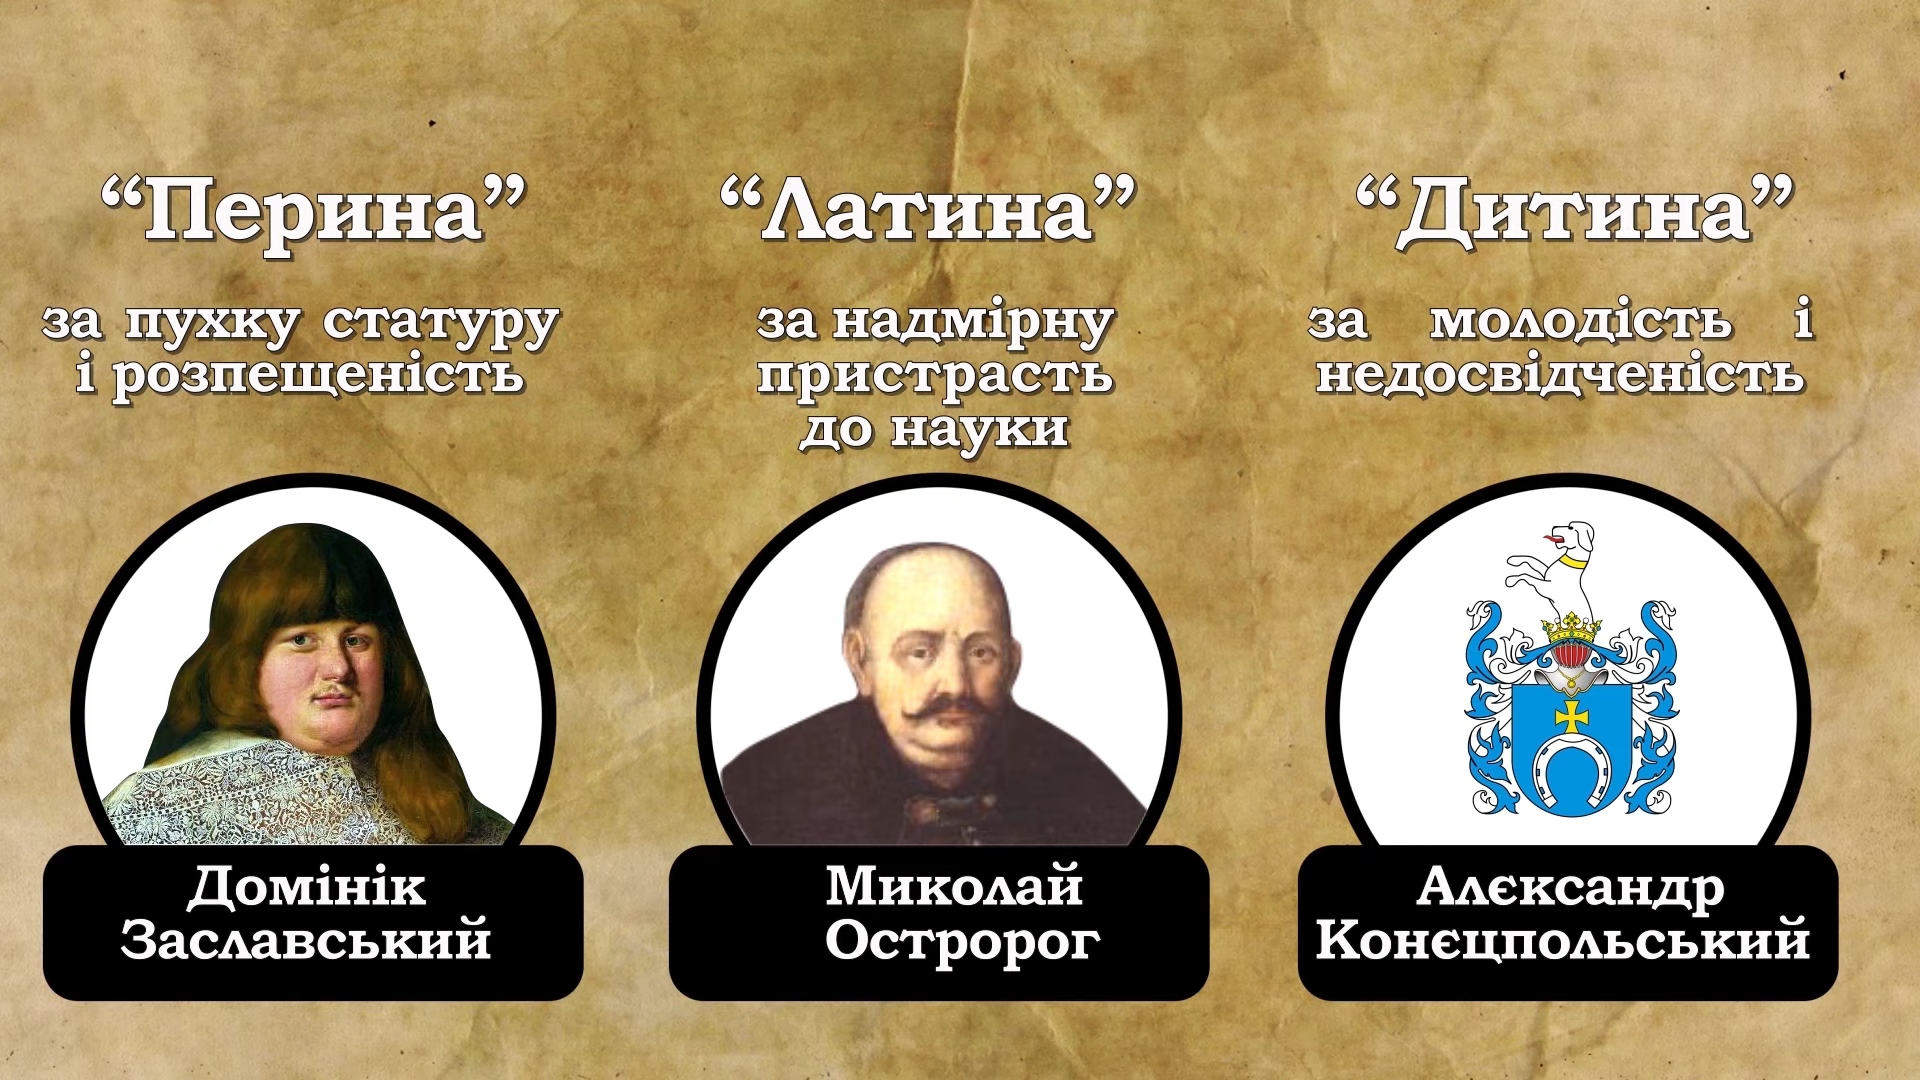 “Перина”
за пухку статуру
і розпещеність
Домінік
Заславський
“Латина”
за надмірну
пристрасть
до науки
Миколай
Остророг
“Дитина”
за молодість і
недосвідченість
Алєксандр
Конєцпольський